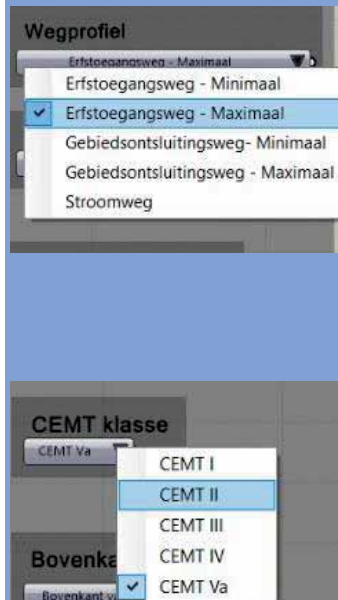 Wegprofiel
Erfstoegangsweg - Maximaal
Erfstoegangsweg - Minimaal
Erfstoegangsweg - Maximaal
Gebiedsontsluitingsweg- Minimaal
Gebiedsontsluitingsweg - Maximaal
Stroomweg
CEMT klasse
CEMT Va
CEMT I
CEMT II
CEMT III
CEMT IV
CEMT Va
Bovenka
Bovenkant v